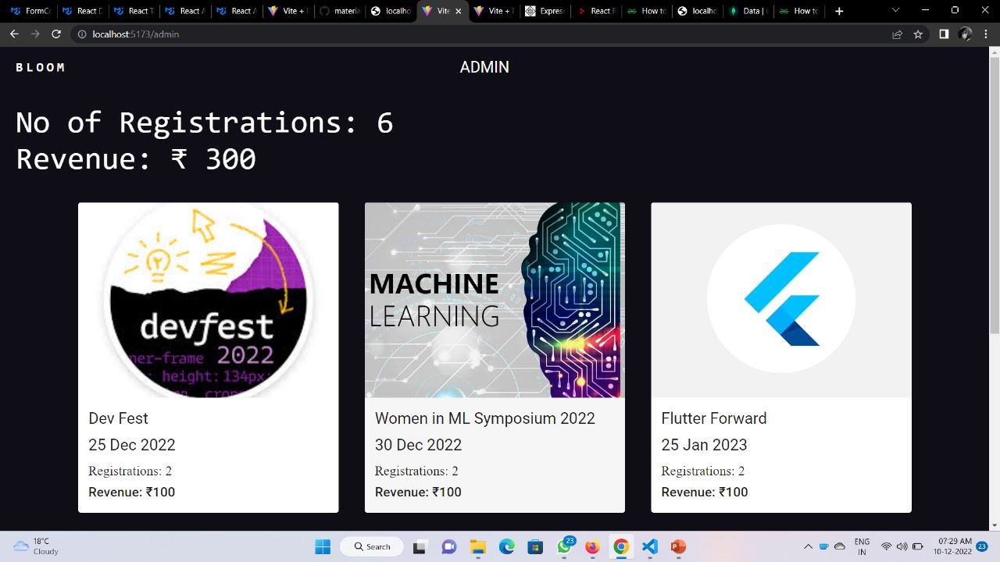 FormCo
React D
React T
React A
React A
Vite + 
materia
localho
Vite
Vite + 
Express
React R
How to
localho
Data |
How to
localhost:5173/admin
BLOOM
ADMIN
No of Registrations: 6
Revenue: ₹ 300
devfest
2022
ner-frame
height: 134px;
MACHINE
LEARNING
Dev Fest
25 Dec 2022
Registrations: 2
Revenue: ₹100
Women in ML Symposium 2022
30 Dec 2022
Registrations: 2
Revenue: ₹100
Flutter Forward
25 Jan 2023
Registrations: 2
Revenue: ₹100
18°C
Cloudy
Search
23
ENG
IN
07:29 AM
10-12-2022
23